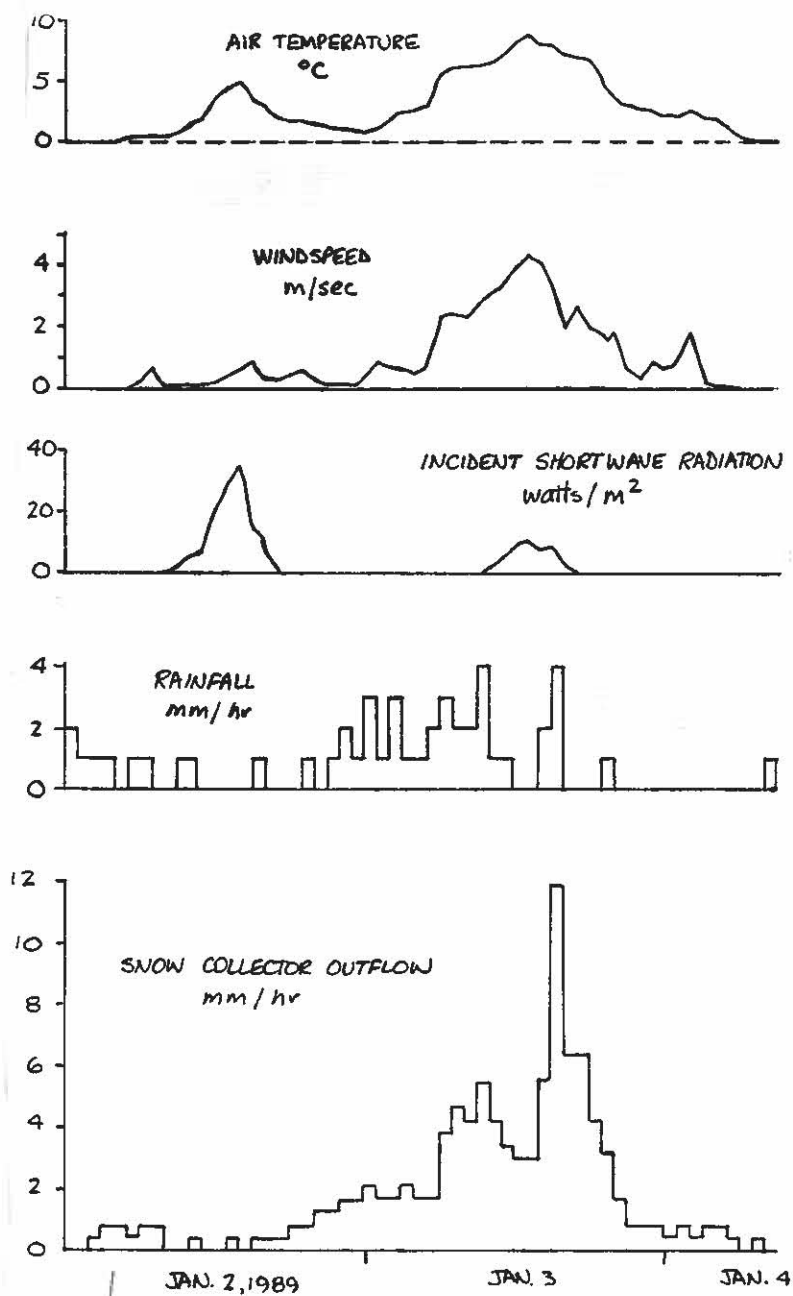 10
AIR TEMPERATURE
°C
5
0
4
WINDSPEED
m/sec
2
0
40
INCIDENT SHORTWAVE RADIATION
watts/m²
20
0
4
RAINFALL
mm/hr
2
0
12
10
SNOW COLLECTOR OUTFLOW
mm/hr
8
6
4
2
0
JAN. 2, 1989
JAN. 3
JAN. 4